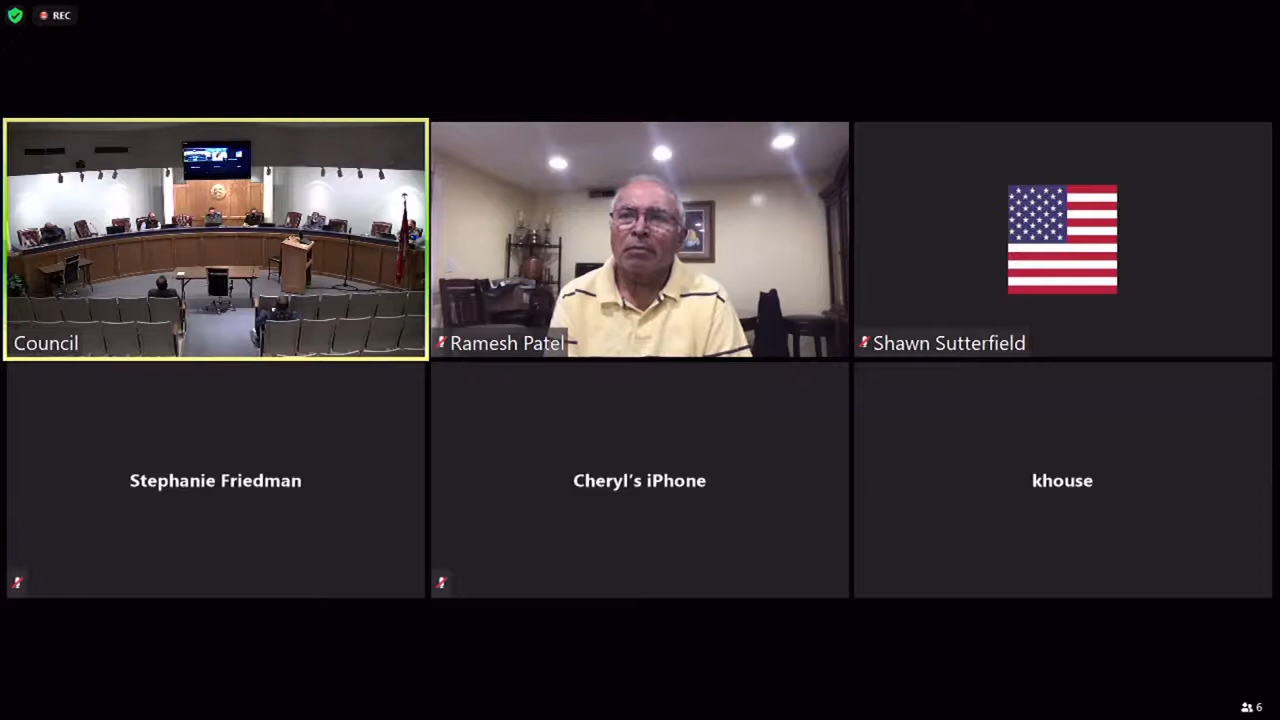 REC
Council
Ramesh Patel
Shawn Sutterfield
Stephanie Friedman
Cheryl's iPhone
khouse
6